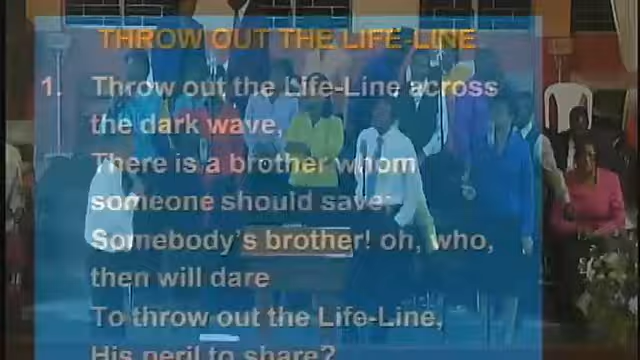 THROW OUT THE LIFE-LINE
1. Throw out the Life-Line across
the dark wave,
There is a brother whom
someone should save;
Somebody's brother! oh, who,
then will dare
To throw out the Life-Line,
His peril to share?